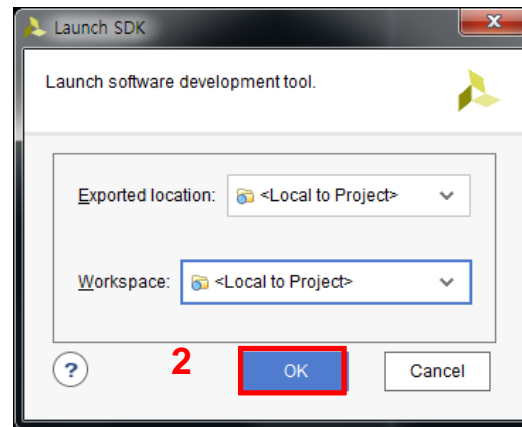 Launch SDK
Launch software development tool.
Exported location: <Local to Project>
Workspace: <Local to Project>
? 2 OK Cancel